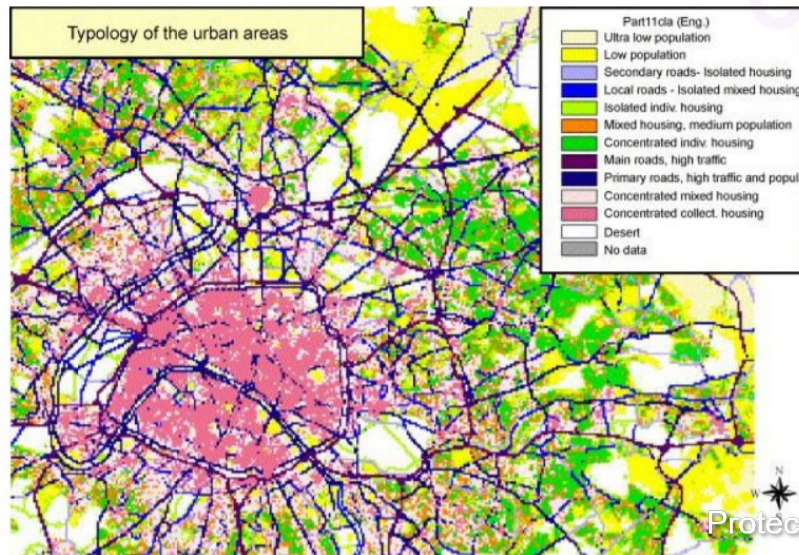 Typology of the urban areas
Part11cla (Eng.)
Ultra low population
Low population
Secondary roads- Isolated housing
Local roads - Isolated mixed housing
Isolated indiv. housing
Mixed housing, medium population
Concentrated indiv. housing
Main roads, high traffic
Primary roads, high traffic and popul
Concentrated mixed housing
Concentrated collect. housing
Desert
No data
N
W
S
Protec